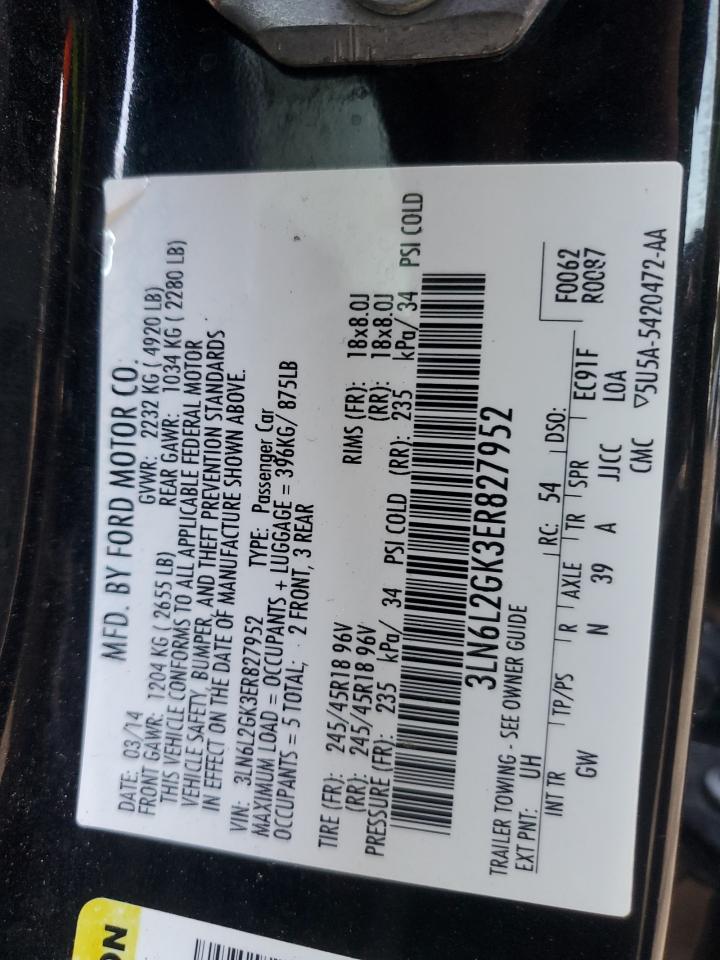 MFD. BY FORD MOTOR CO.
DATE: 03/14 GVWR: 2232 KG ( 4920 LB)
FRONT GAWR: 1204 KG ( 2655 LB) REAR GAWR: 1034 KG ( 2280 LB)
THIS VEHICLE CONFORMS TO ALL APPLICABLE FEDERAL MOTOR
VEHICLE SAFETY, BUMPER, AND THEFT PREVENTION STANDARDS
IN EFFECT ON THE DATE OF MANUFACTURE SHOWN ABOVE.
VIN: 3LN6L2GK3ER827952 TYPE: Passenger Car
MAXIMUM LOAD = OCCUPANTS + LUGGAGE = 396KG/ 875LB
OCCUPANTS = 5 TOTAL; 2 FRONT, 3 REAR
TIRE (FR): 245/45R18 96V RIMS (FR): 18x8.0J
(RR): 245/45R18 96V (RR): 18x8.0J
PRESSURE (FR): 235 kPa/ 34 PSI COLD (RR): 235 kPa/ 34 PSI COLD
3LN6L2GK3ER827952
TRAILER TOWING - SEE OWNER GUIDE
EXT PNT: UH RC: 54 DSO: F0062
R0087
INT TR TP/PS R AXLE TR SPR EC91F
GW N 39 A JJCC LOA
CMC ▽5U5A-5420472-AA
ON